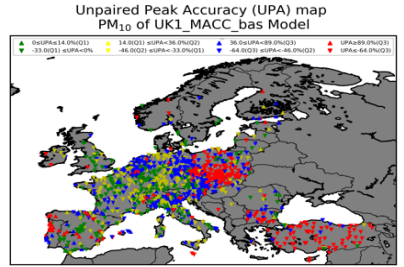 Unpaired Peak Accuracy (UPA) map
PM10 of UK1_MACC_bas Model
0≤UPA≤14.0%(Q1) 14.0(Q1) ≤UPA<36.0%(Q2) 36.0≤UPA<89.0%(Q3) UPA≥89.0%(Q3)
-33.0(Q1) ≤UPA<0% -46.0(Q2) ≤UPA<-33.0%(Q1) -64.0(Q3) ≤UPA<-46.0%(Q2) UPA≤-64.0%(Q3)